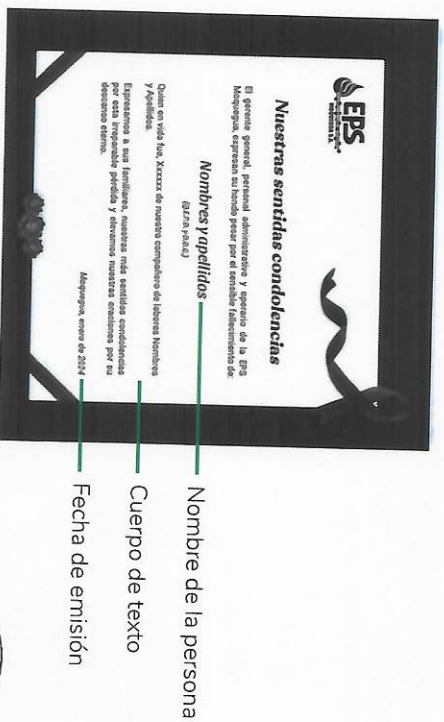 EPS
MOQUEGUA S.A.
Nuestras sentidas condolencias
El gerente general, personal administrativo y operario de la EPS
Moquegua, expresan su hondo pesar por el sensible fallecimiento de:
Nombres y apellidos
(Q.E.P.D. y D.D.G.)
Quien en vida fue, Xxxxxx de nuestro compañero de labores Nombres
y Apellidos.
Expresamos a sus familiares, nuestras más sentidas condolencias
por esta irreparable pérdida y elevamos nuestras oraciones por su
descanso eterno.
Moquegua, enero de 2024
Nombre de la persona
Cuerpo de texto
Fecha de emisión